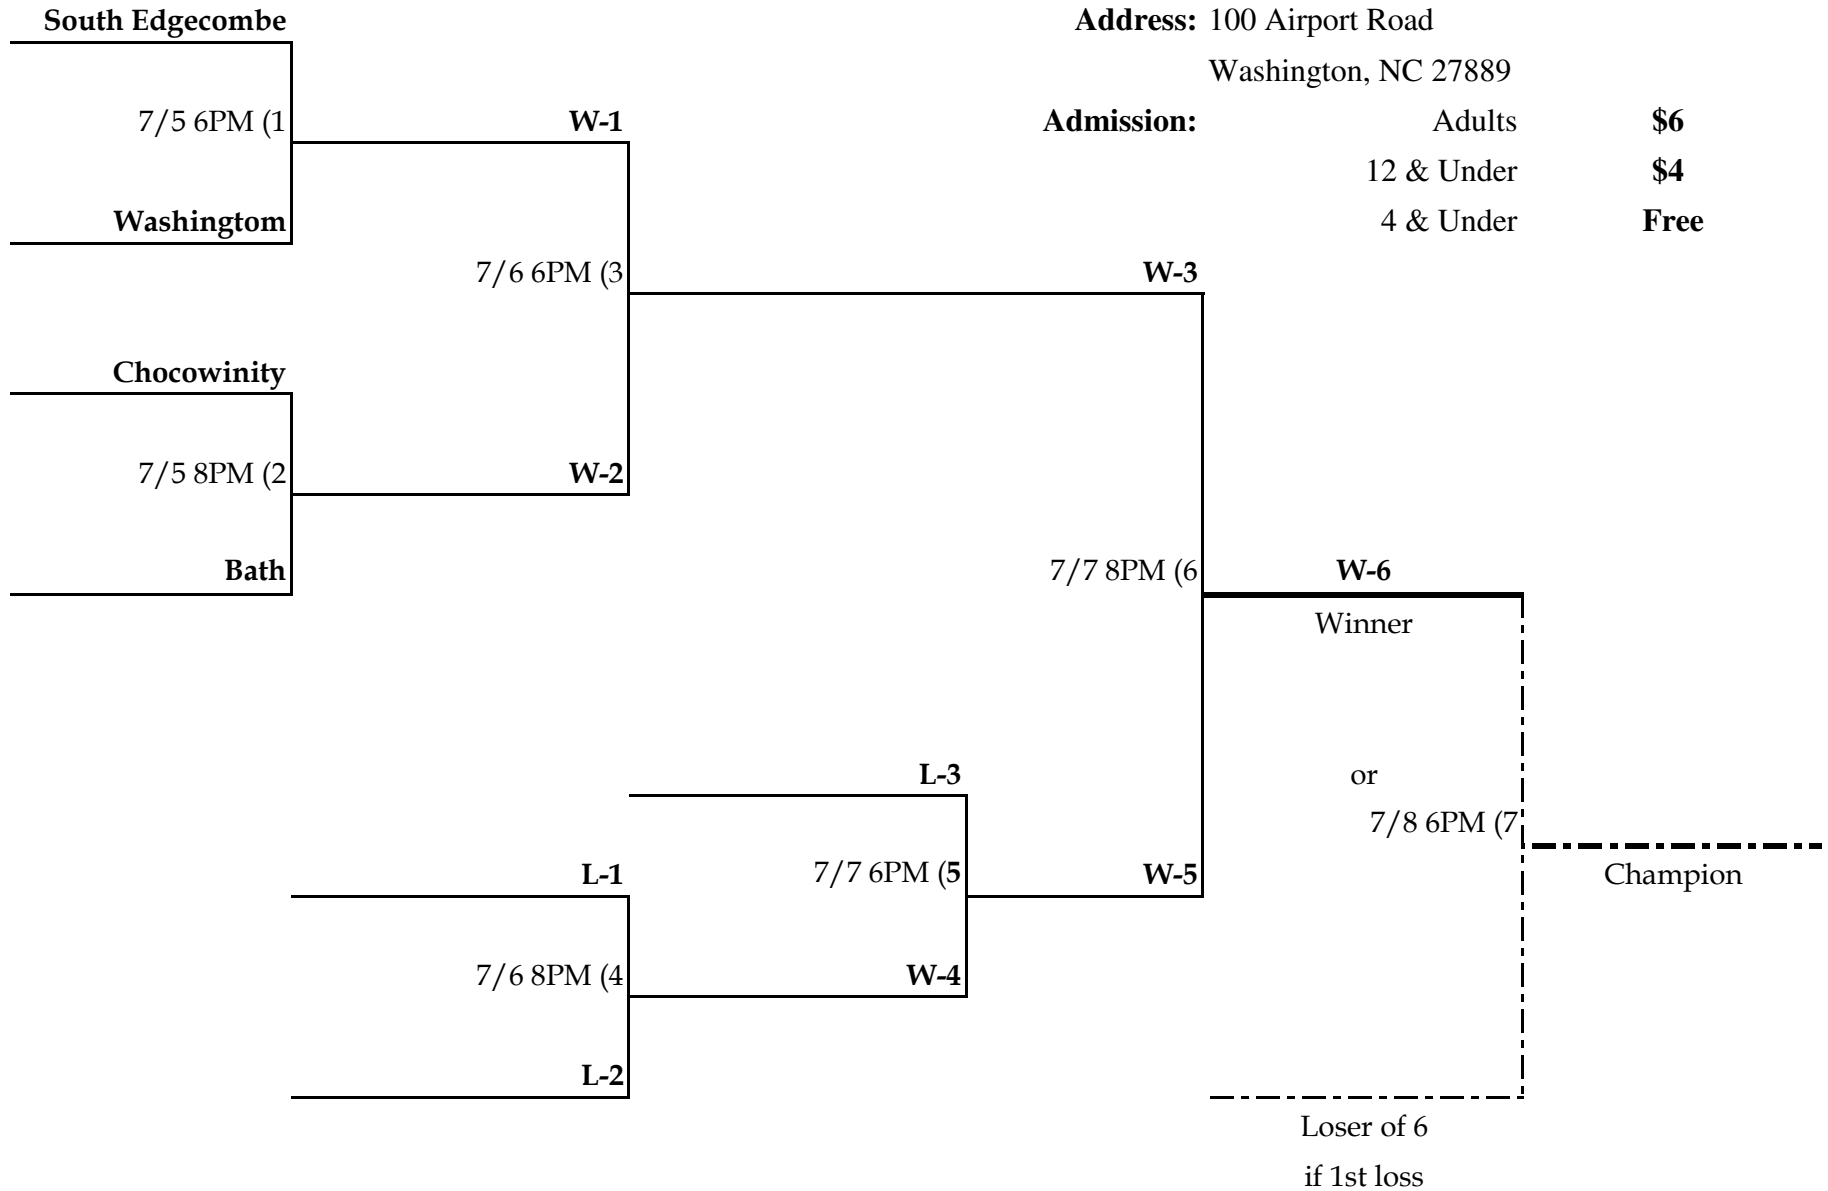 South Edgecombe
Address: 100 Airport Road
Washington, NC 27889
7/5 6PM (1
W-1
Admission: Adults $6
12 & Under $4
Washingtom
4 & Under Free
7/6 6PM (3
W-3
Chocowinity
7/5 8PM (2
W-2
Bath
7/7 8PM (6
W-6
Winner
L-3
or
7/8 6PM (7
L-1
7/7 6PM (5
W-5
Champion
7/6 8PM (4
W-4
L-2
Loser of 6
if 1st loss